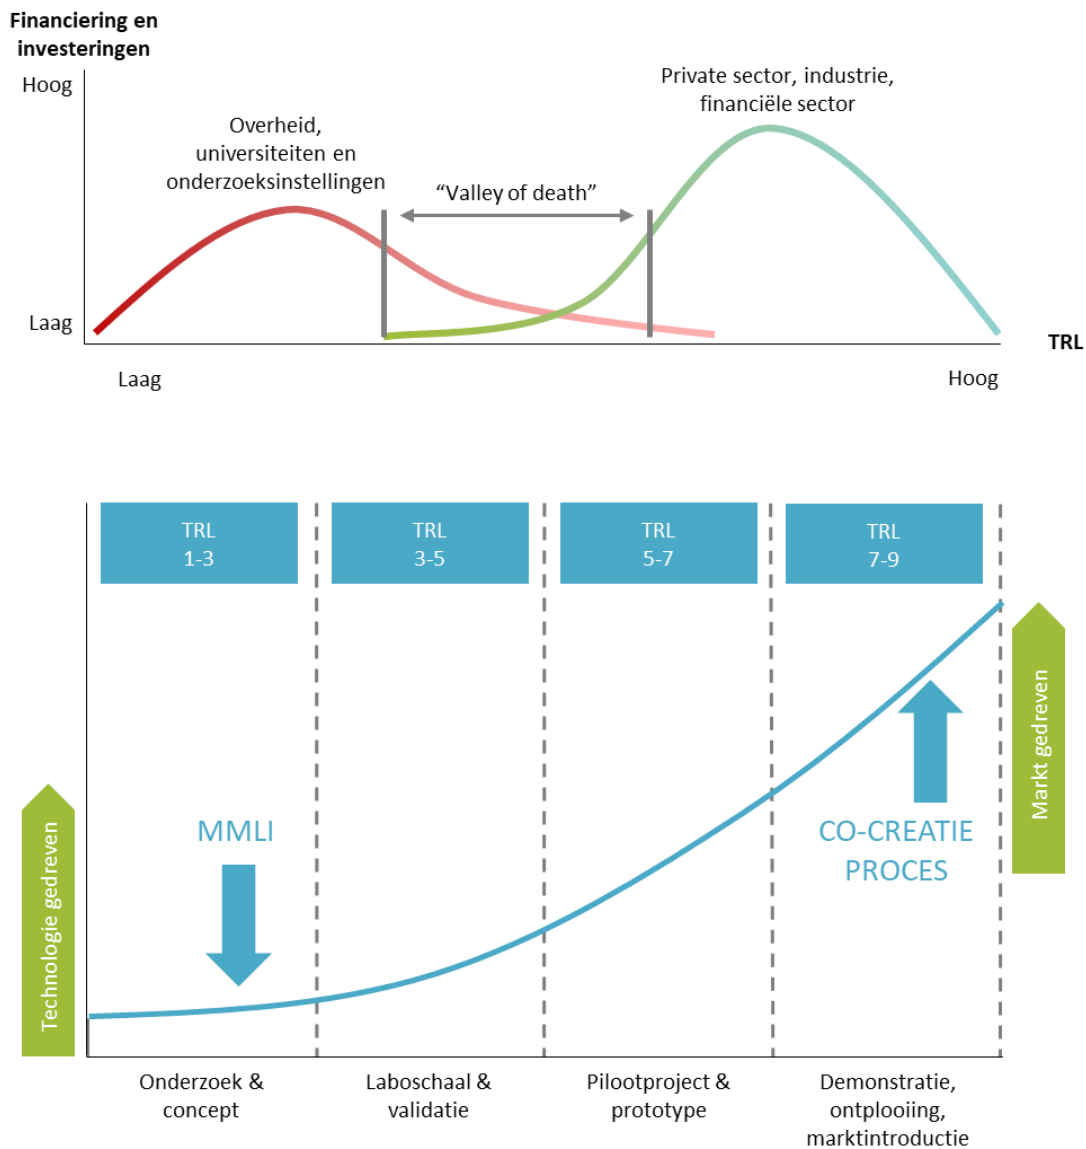 Financiering en
investeringen
Hoog
Private sector, industrie,
financiële sector
Overheid,
universiteiten en
onderzoeksinstellingen
“Valley of death”
Laag
TRL
Laag
Hoog
TRL
1-3
TRL
3-5
TRL
5-7
TRL
7-9
Technologie gedreven
MMLI
CO-CREATIE
PROCES
Markt gedreven
Onderzoek &
concept
Laboschaal &
validatie
Pilootproject &
prototype
Demonstratie,
ontplooiing,
marktintroductie